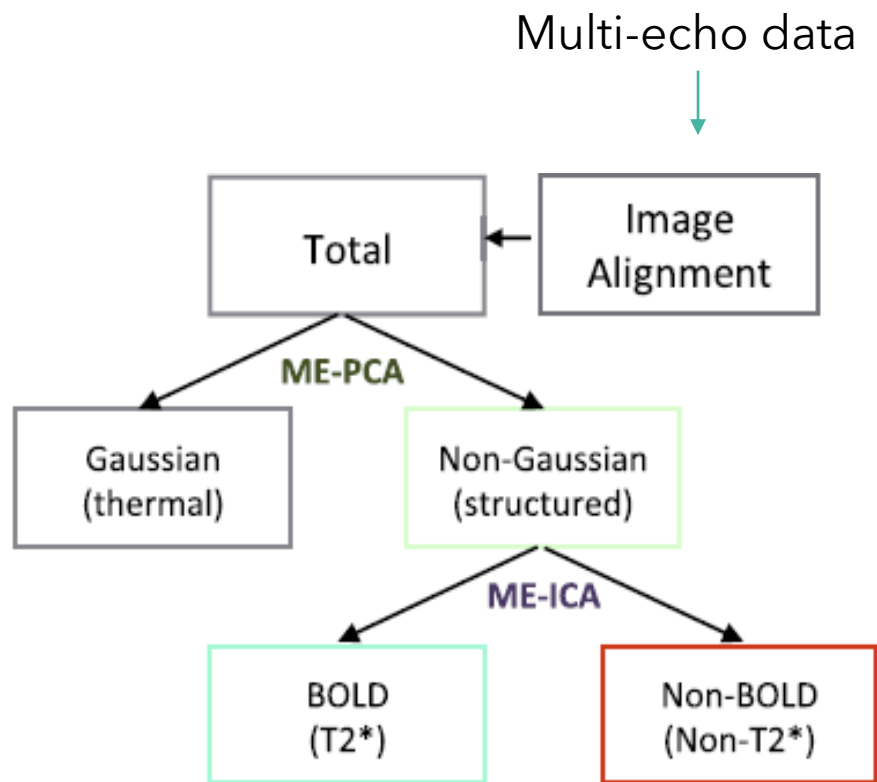 Multi-echo data
Total
Image
Alignment
ME-PCA
Gaussian
(thermal)
Non-Gaussian
(structured)
ME-ICA
BOLD
(T2*)
Non-BOLD
(Non-T2*)